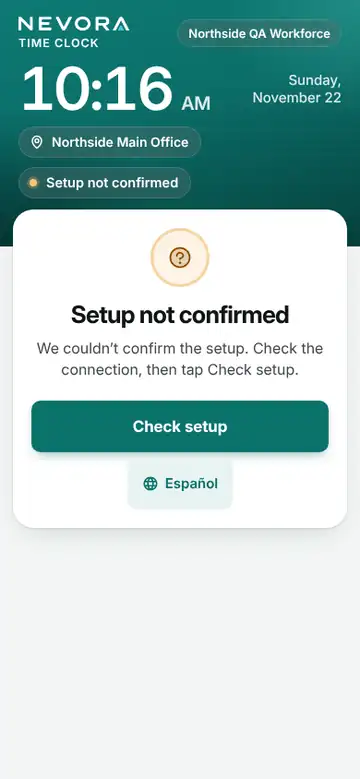 NEVORA
TIME CLOCK
Northside QA Workforce
10:16 AM
Sunday,
November 22
Northside Main Office
Setup not confirmed
Setup not confirmed
We couldn’t confirm the setup. Check the
connection, then tap Check setup.
Check setup
Español